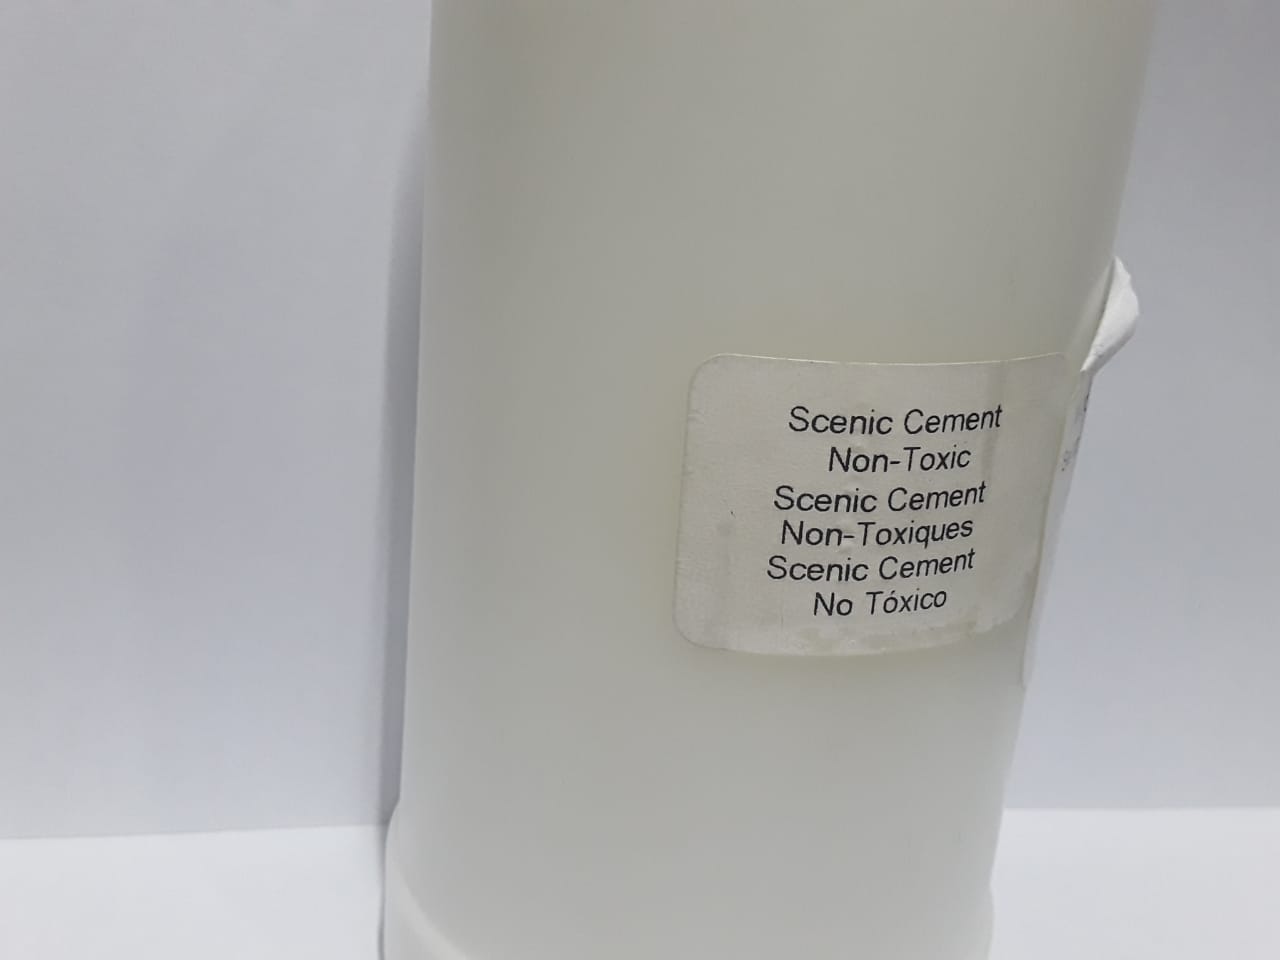 Scenic Cement
Non-Toxic
Scenic Cement
Non-Toxiques
Scenic Cement
No Tóxico